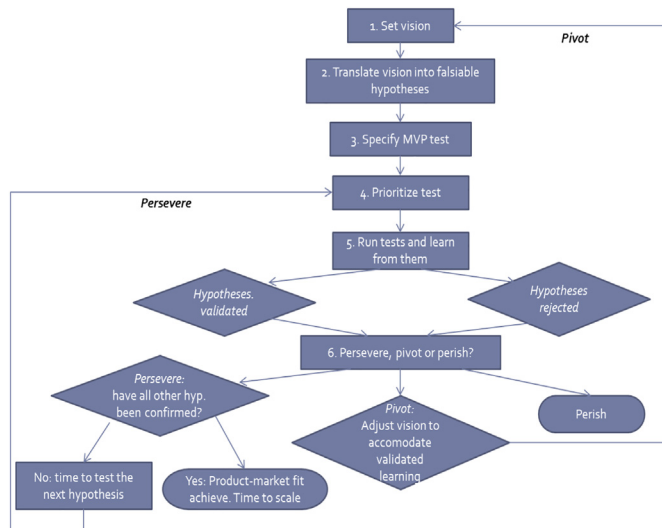 1. Set vision
Pivot
2. Translate vision into falsiable
hypotheses
3. Specify MVP test
4. Prioritize test
Persevere
5. Run tests and learn
from them
Hypotheses.
validated
Hypotheses
rejected
6. Persevere, pivot or perish?
Persevere:
have all other hyp.
been confirmed?
Pivot:
Adjust vision to
accomodate
validated
learning
Perish
No: time to test the
next hypothesis
Yes: Product-market fit
achieve. Time to scale